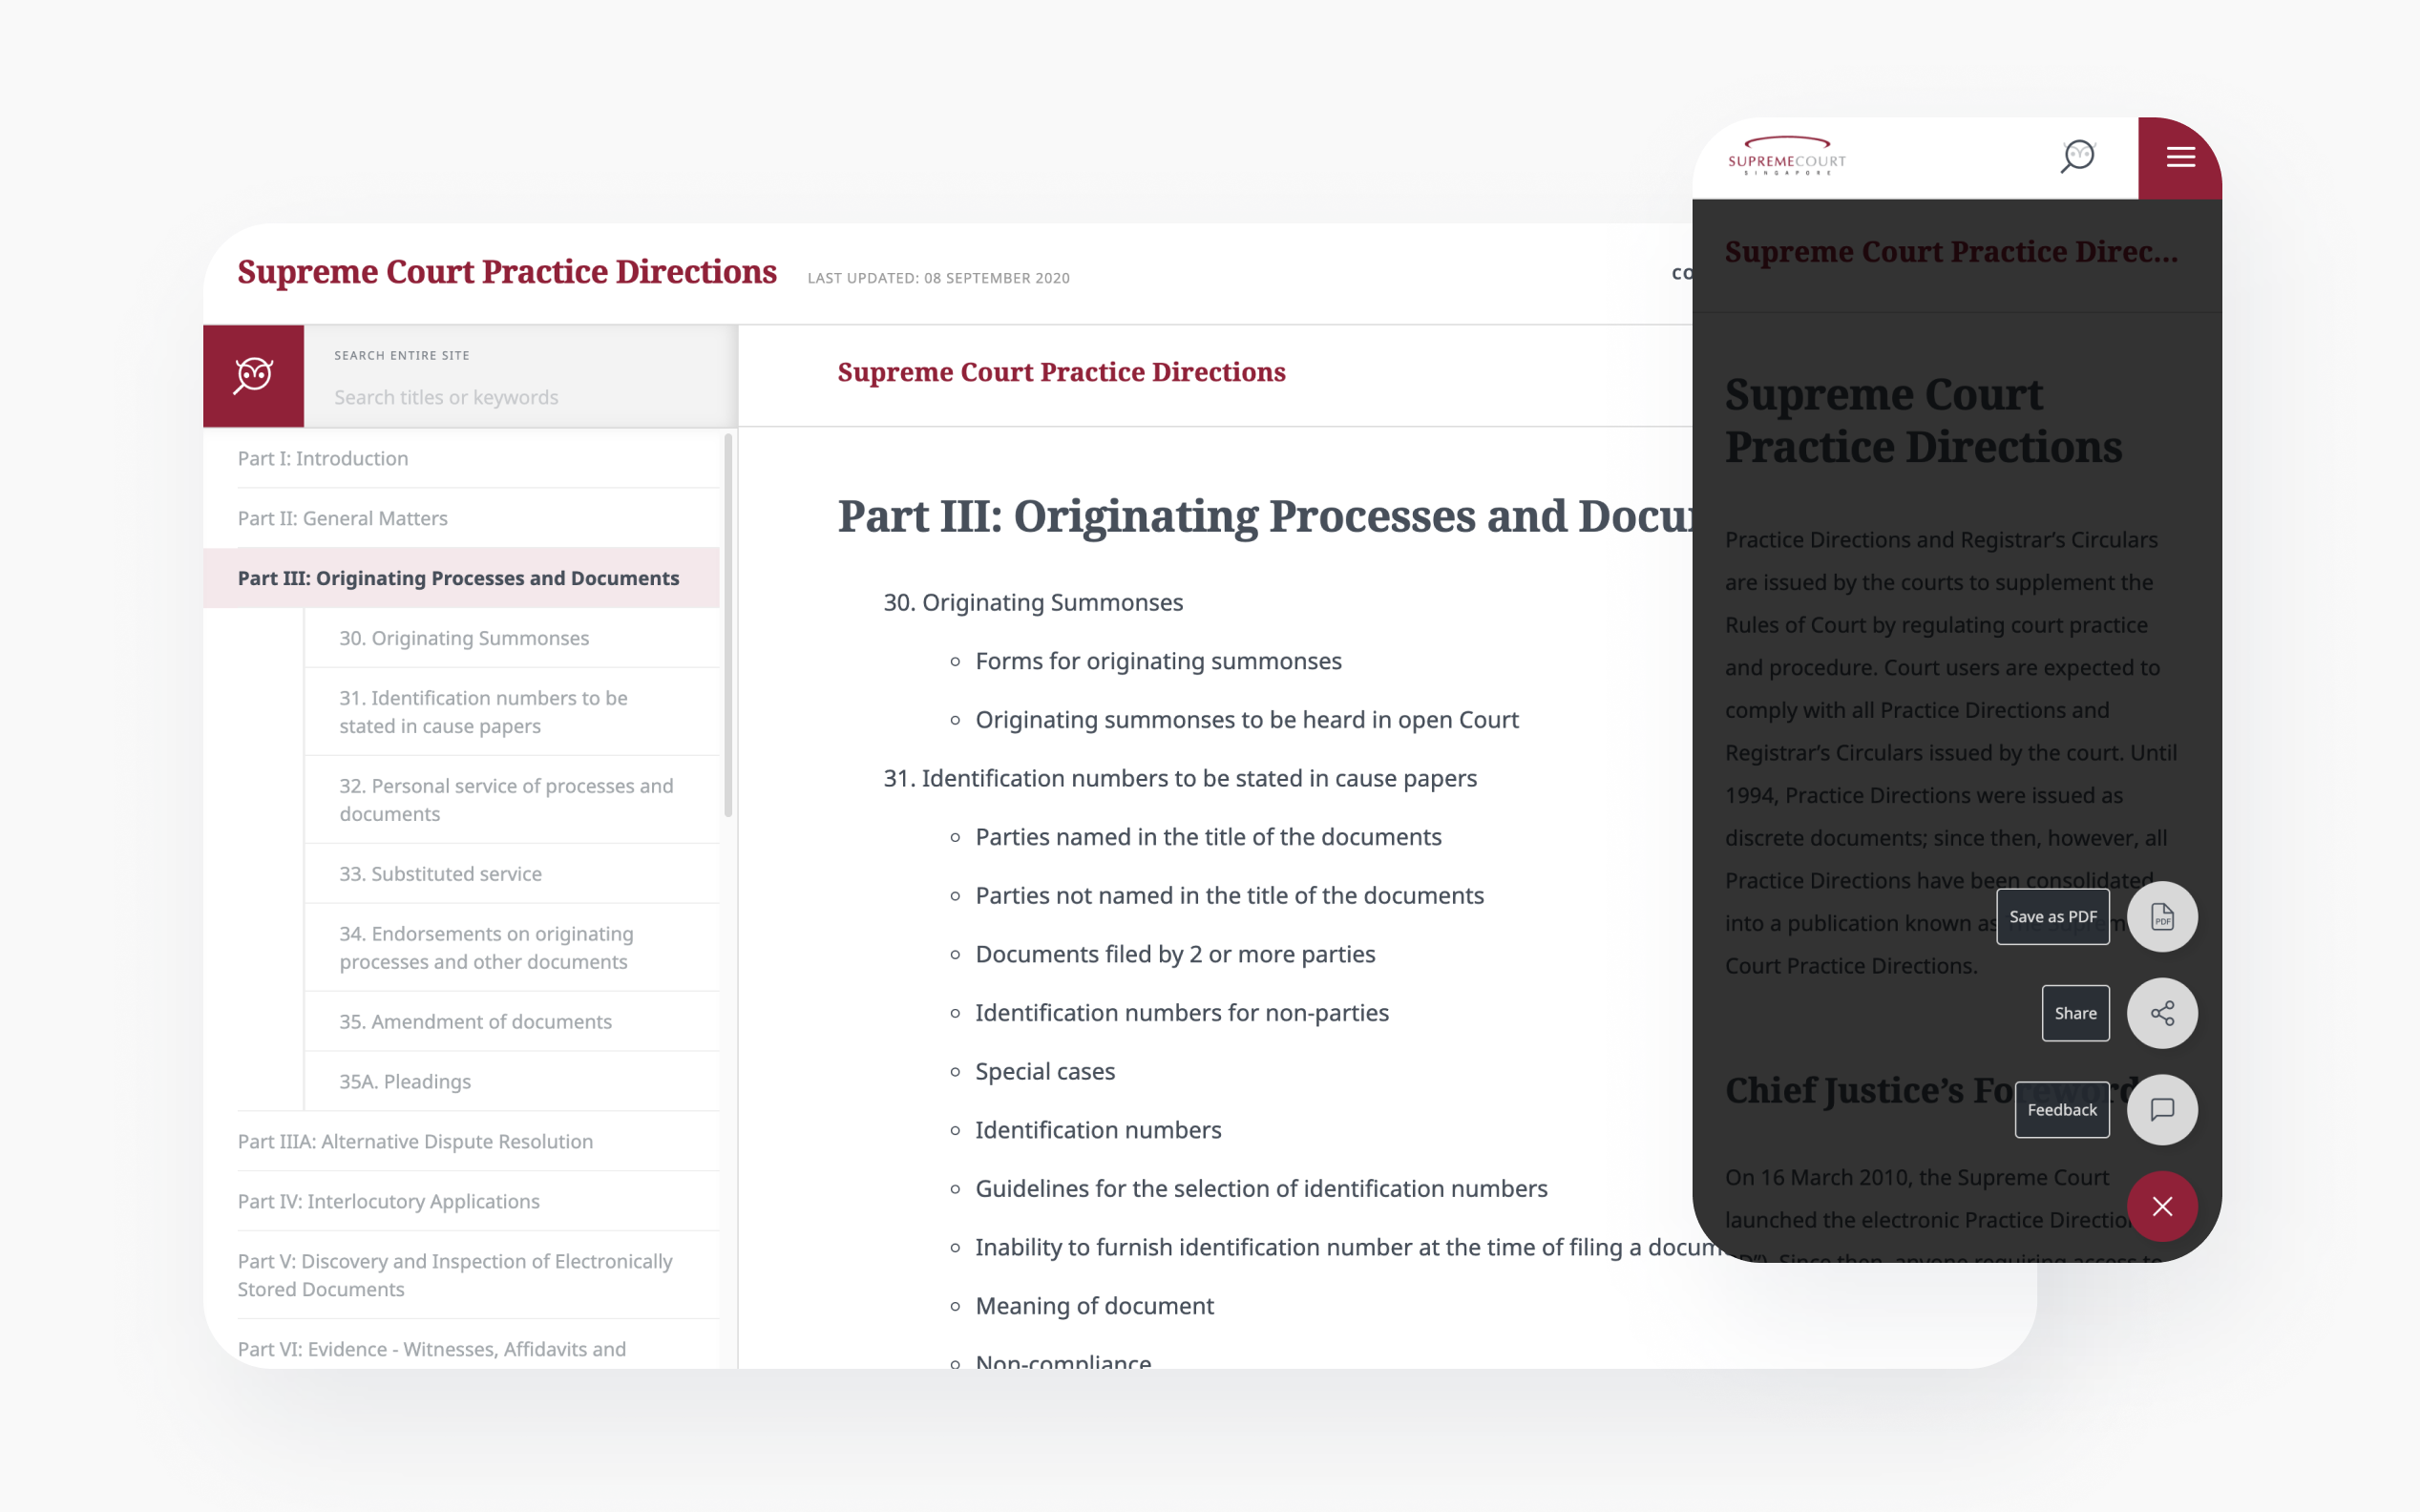 Supreme Court Practice Directions
LAST UPDATED: 08 SEPTEMBER 2020
CO
SEARCH ENTIRE SITE
Search titles or keywords
Part I: Introduction
Part II: General Matters
Part III: Originating Processes and Documents
30. Originating Summonses
31. Identification numbers to be
stated in cause papers
32. Personal service of processes and
documents
33. Substituted service
34. Endorsements on originating
processes and other documents
35. Amendment of documents
35A. Pleadings
Part IIIA: Alternative Dispute Resolution
Part IV: Interlocutory Applications
Part V: Discovery and Inspection of Electronically
Stored Documents
Part VI: Evidence - Witnesses, Affidavits and
Supreme Court Practice Directions
Part III: Originating Processes and Docu
30. Originating Summonses
Forms for originating summonses
Originating summonses to be heard in open Court
31. Identification numbers to be stated in cause papers
Parties named in the title of the documents
Parties not named in the title of the documents
Documents filed by 2 or more parties
Identification numbers for non-parties
Special cases
Identification numbers
Guidelines for the selection of identification numbers
Inability to furnish identification number at the time of filing a docum
Meaning of document
Non-compliance
SUPREMECOURT
SINGAPORE
Supreme Court Practice Direc...
Supreme Court
Practice Directions
Practice Directions and Registrar’s Circulars
are issued by the courts to supplement the
Rules of Court by regulating court practice
and procedure. Court users are expected to
comply with all Practice Directions and
Registrar’s Circulars issued by the court. Until
1994, Practice Directions were issued as
discrete documents; since then, however, all
Practice Directions have been consolidated
into a publication known as The Suprem
Court Practice Directions.
Save as PDF
PDF
Share
Chief Justice’s Foreword
Feedback
On 16 March 2010, the Supreme Court
launched the electronic Practice Directio
D”). Since then, anyone requiring access to